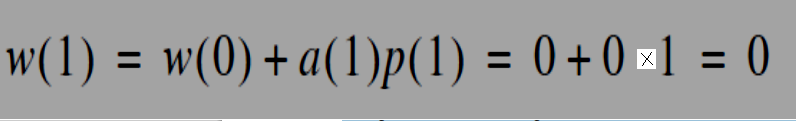 w(1) = w(0) + a(1)p(1) = 0 + 0 × 1 = 0